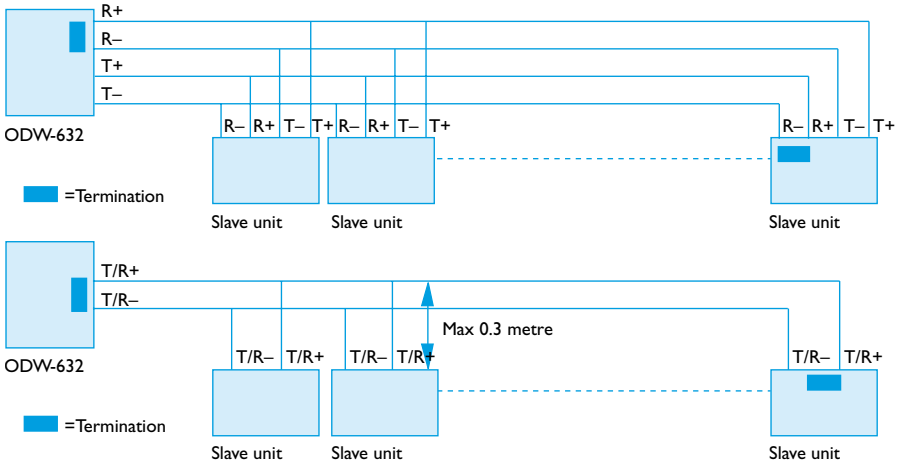 R+
R–
T+
T–
ODW-632
R– R+ T– T+ R– R+ T– T+ R– R+ T– T+
=Termination
Slave unit Slave unit Slave unit
T/R+
T/R–
Max 0.3 metre
ODW-632
T/R– T/R+ T/R– T/R+ T/R– T/R+
=Termination
Slave unit Slave unit Slave unit